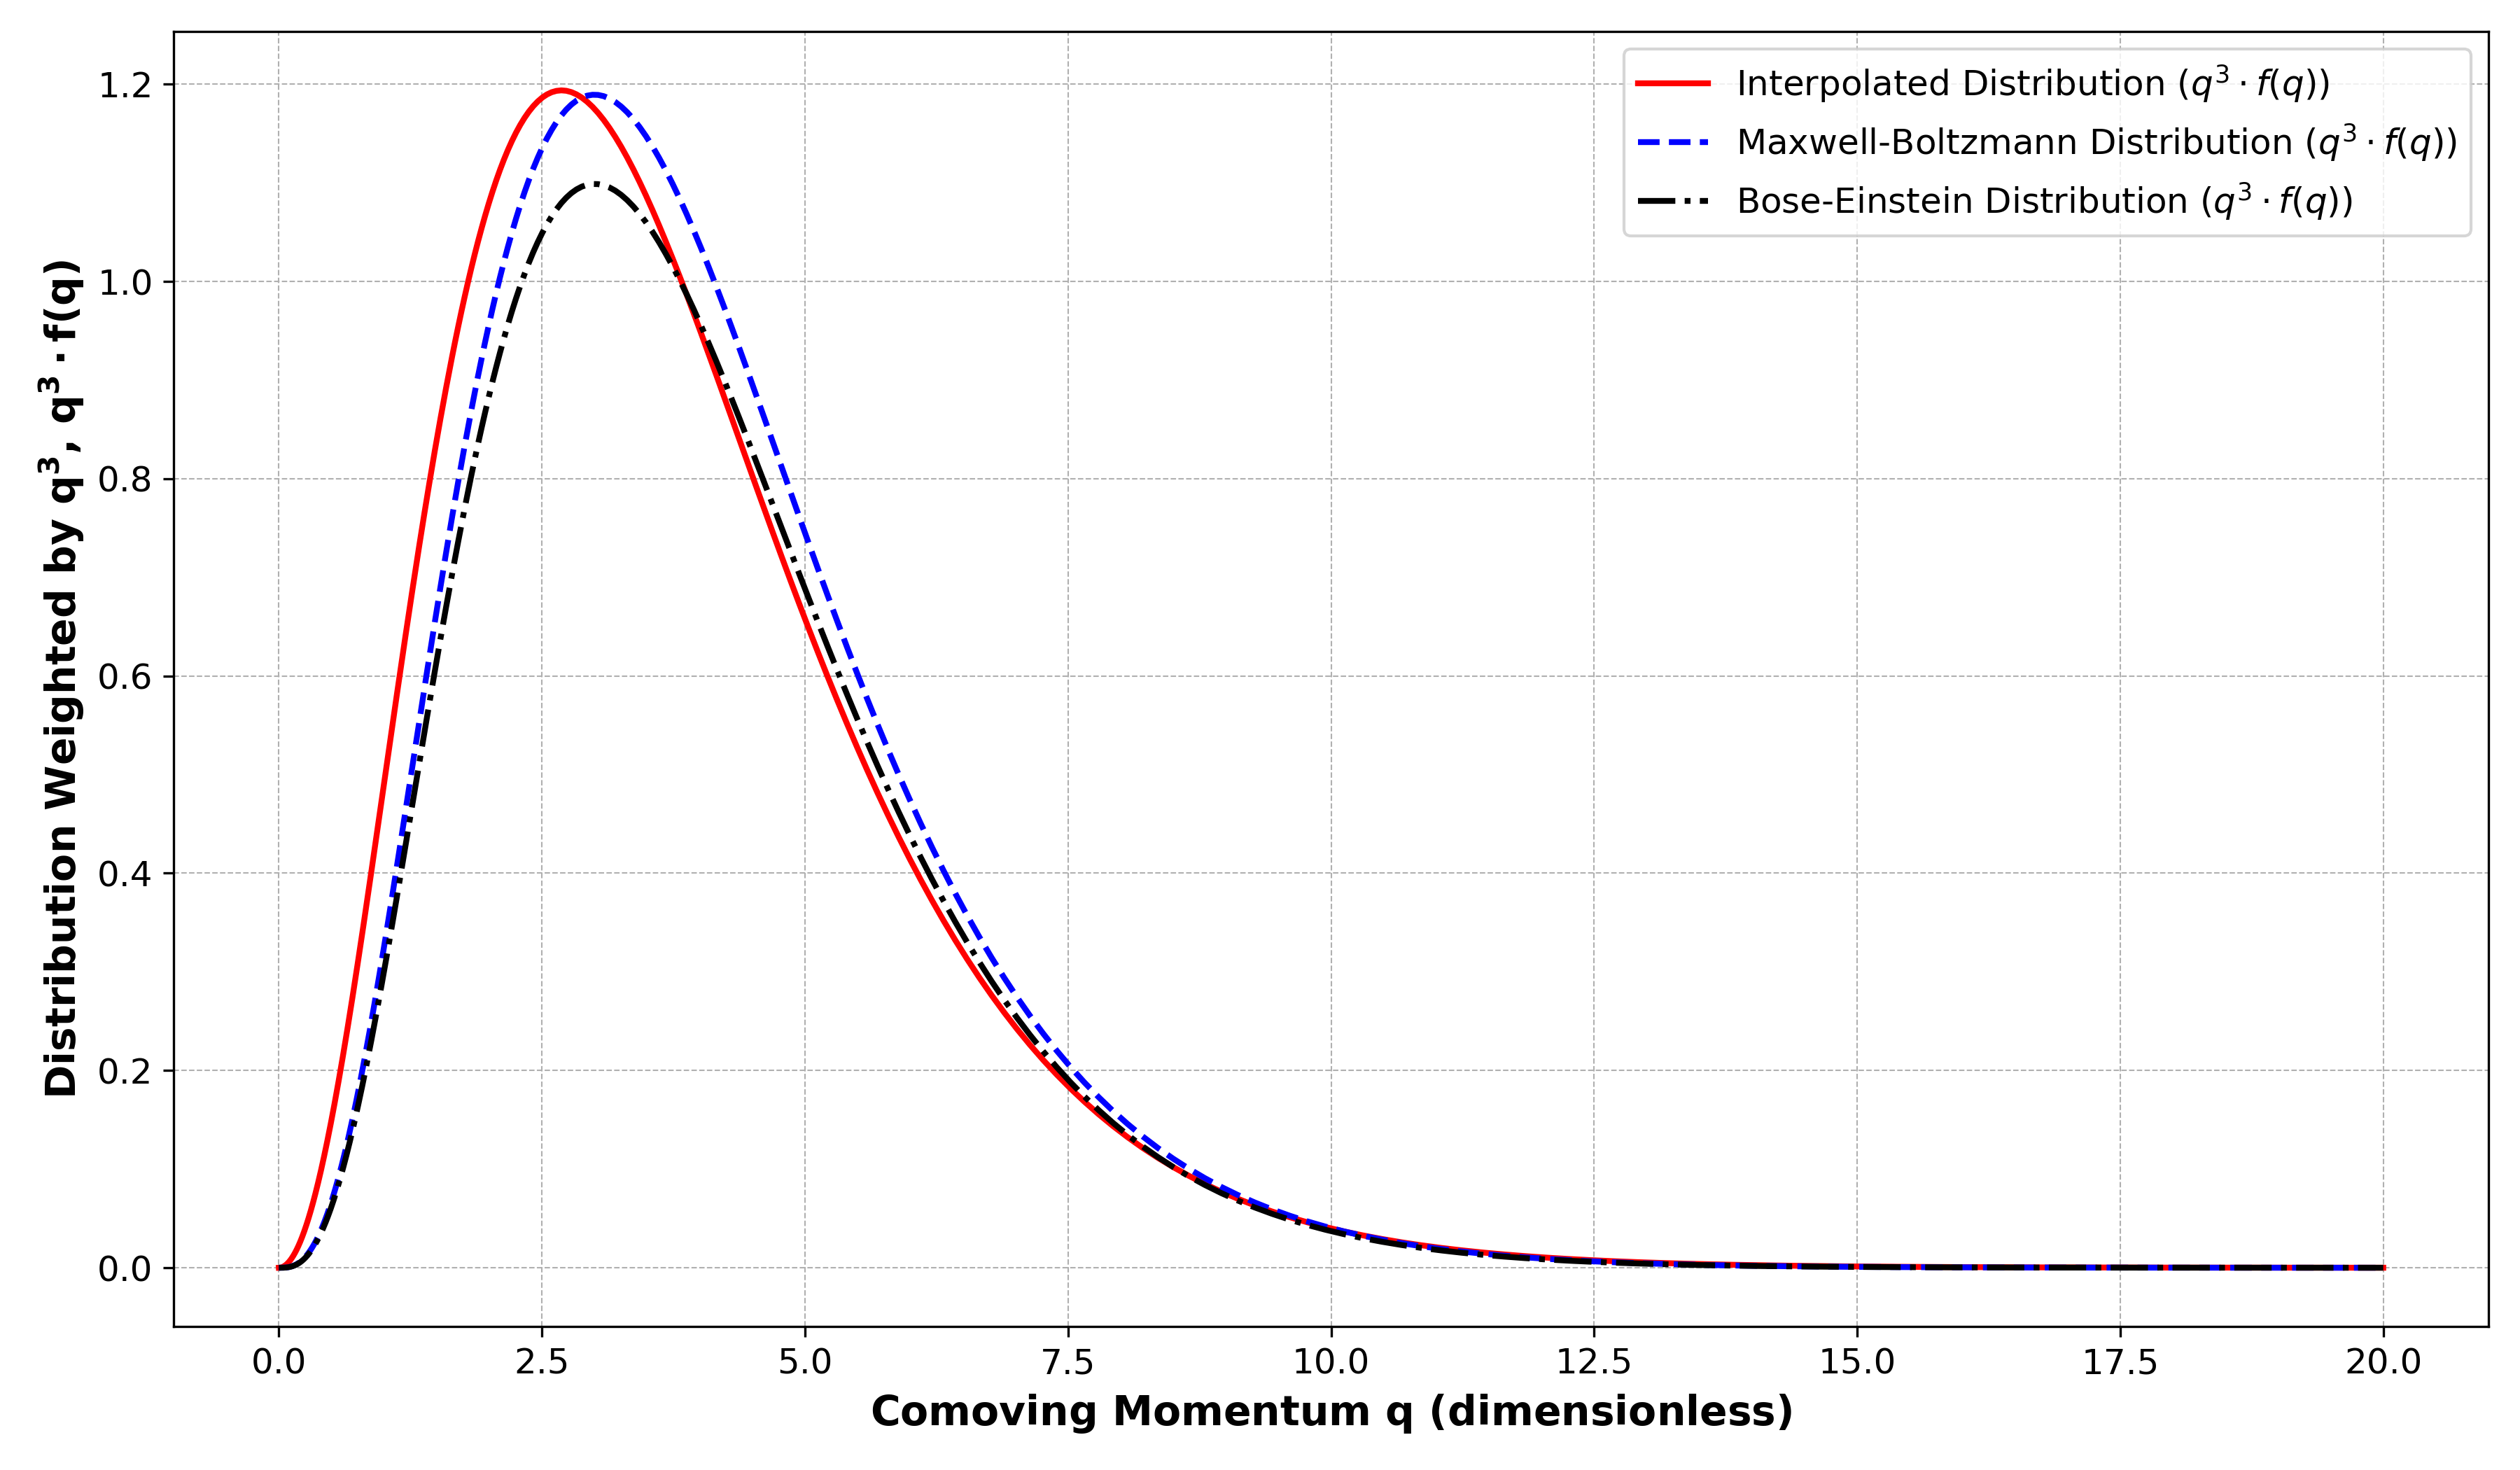 Interpolated Distribution (q³ · f(q))
Maxwell-Boltzmann Distribution (q³ · f(q))
Bose-Einstein Distribution (q³ · f(q))
Distribution Weighted by q³, q³ · f(q)
1.2
1.0
0.8
0.6
0.4
0.2
0.0
0.0 2.5 5.0 7.5 10.0 12.5 15.0 17.5 20.0
Comoving Momentum q (dimensionless)